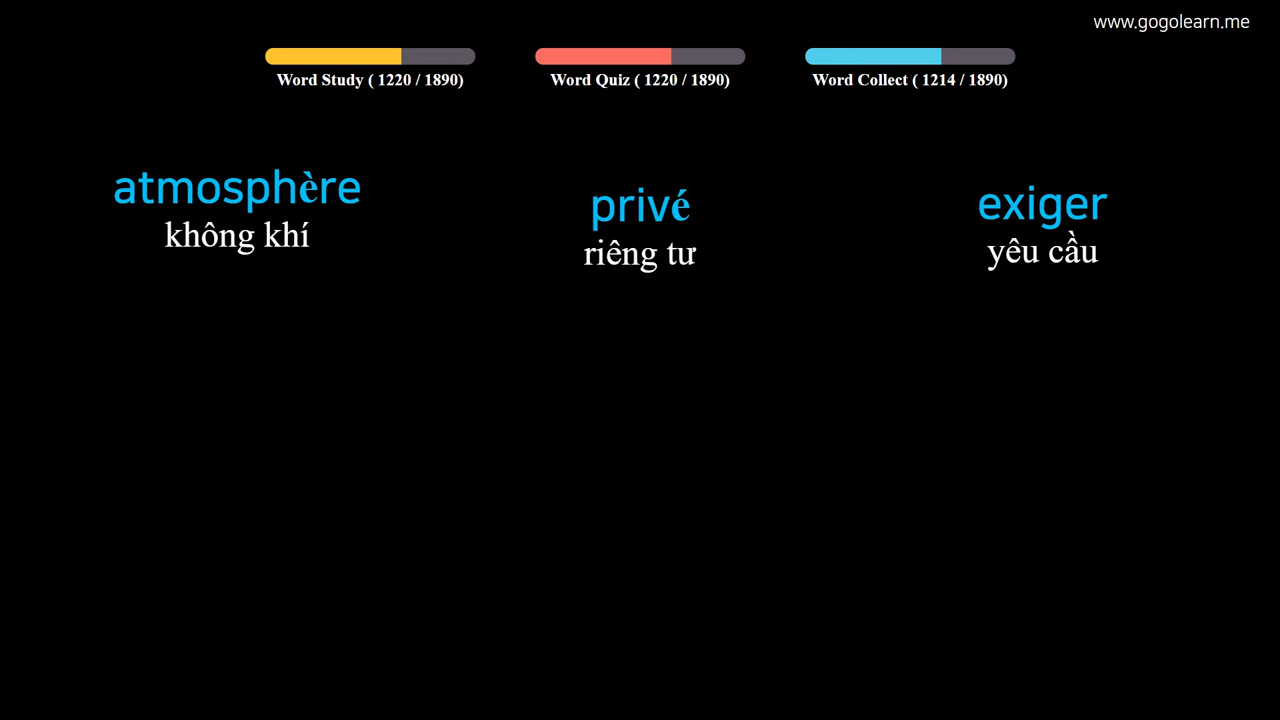 www.gogolearn.me
Word Study ( 1220 / 1890)
Word Quiz ( 1220 / 1890)
Word Collect ( 1214 / 1890)
atmosphère
không khí
privé
riêng tư
exiger
yêu cầu